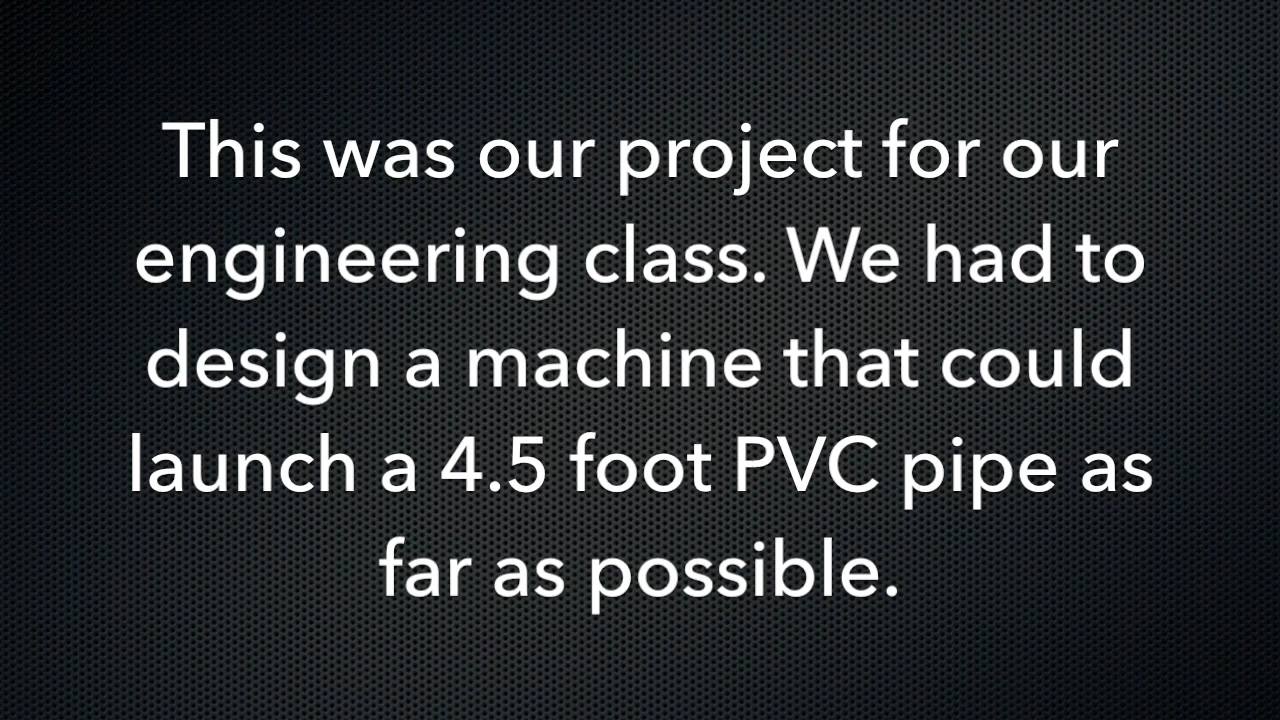 This was our project for our
engineering class. We had to
design a machine that could
launch a 4.5 foot PVC pipe as
far as possible.